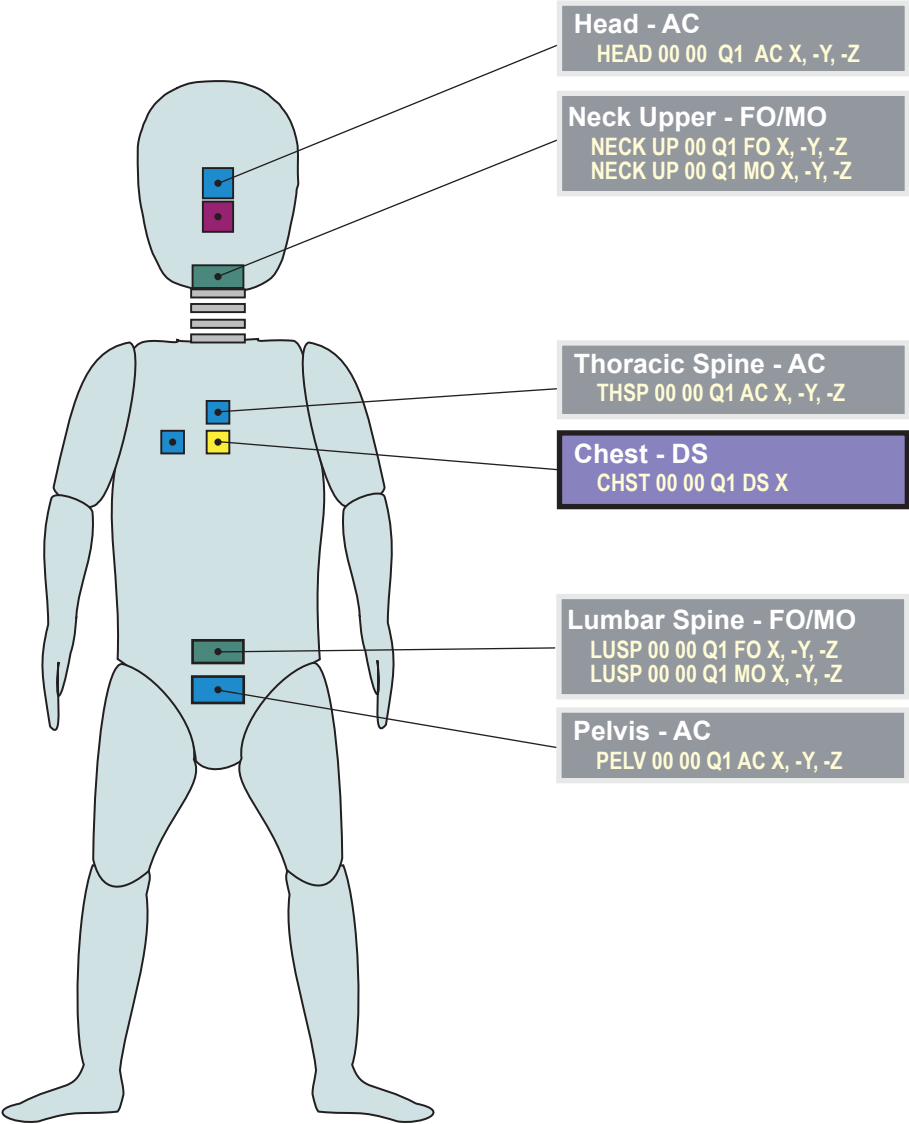 Head - AC
HEAD 00 00 Q1 AC X, -Y, -Z
Neck Upper - FO/MO
NECK UP 00 Q1 FO X, -Y, -Z
NECK UP 00 Q1 MO X, -Y, -Z
Thoracic Spine - AC
THSP 00 00 Q1 AC X, -Y, -Z
Chest - DS
CHST 00 00 Q1 DS X
Lumbar Spine - FO/MO
LUSP 00 00 Q1 FO X, -Y, -Z
LUSP 00 00 Q1 MO X, -Y, -Z
Pelvis - AC
PELV 00 00 Q1 AC X, -Y, -Z